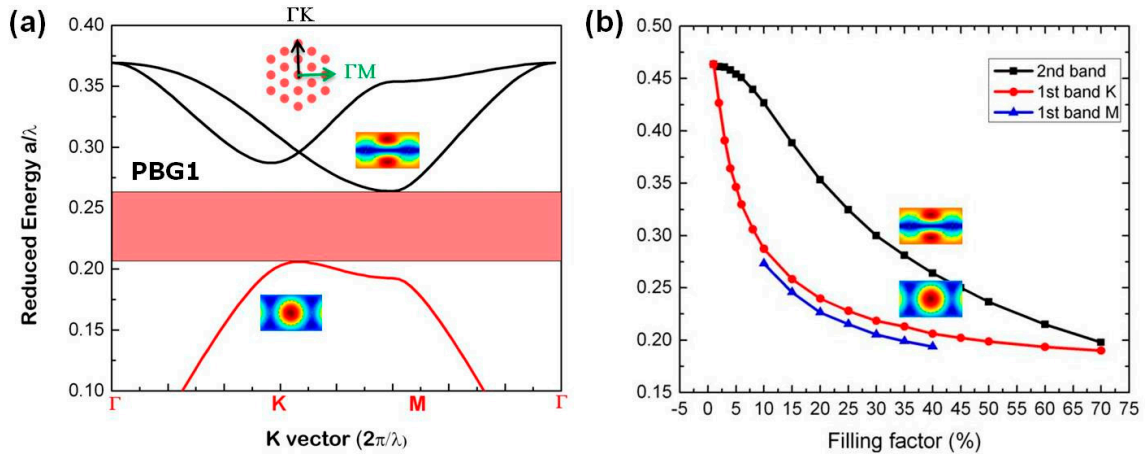 (a)
ΓK
ΓM
PBG1
Reduced Energy a/λ
0.40
0.35
0.30
0.25
0.20
0.15
0.10
Γ K M Γ
K vector (2π/λ)
(b)
2nd band
1st band K
1st band M
0.50
0.45
0.40
0.35
0.30
0.25
0.20
0.15
-5 0 5 10 15 20 25 30 35 40 45 50 55 60 65 70 75
Filling factor (%)